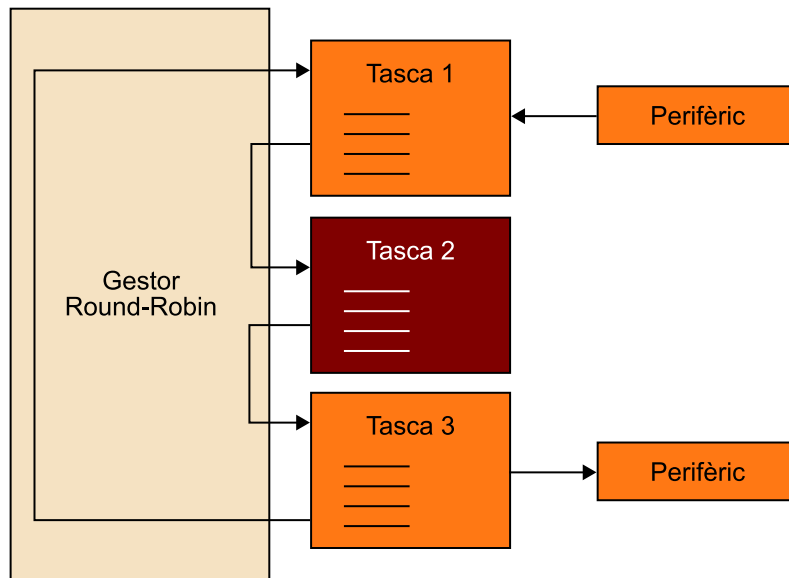 Tasca 1
Perifèric
Tasca 2
Gestor
Round-Robin
Tasca 3
Perifèric